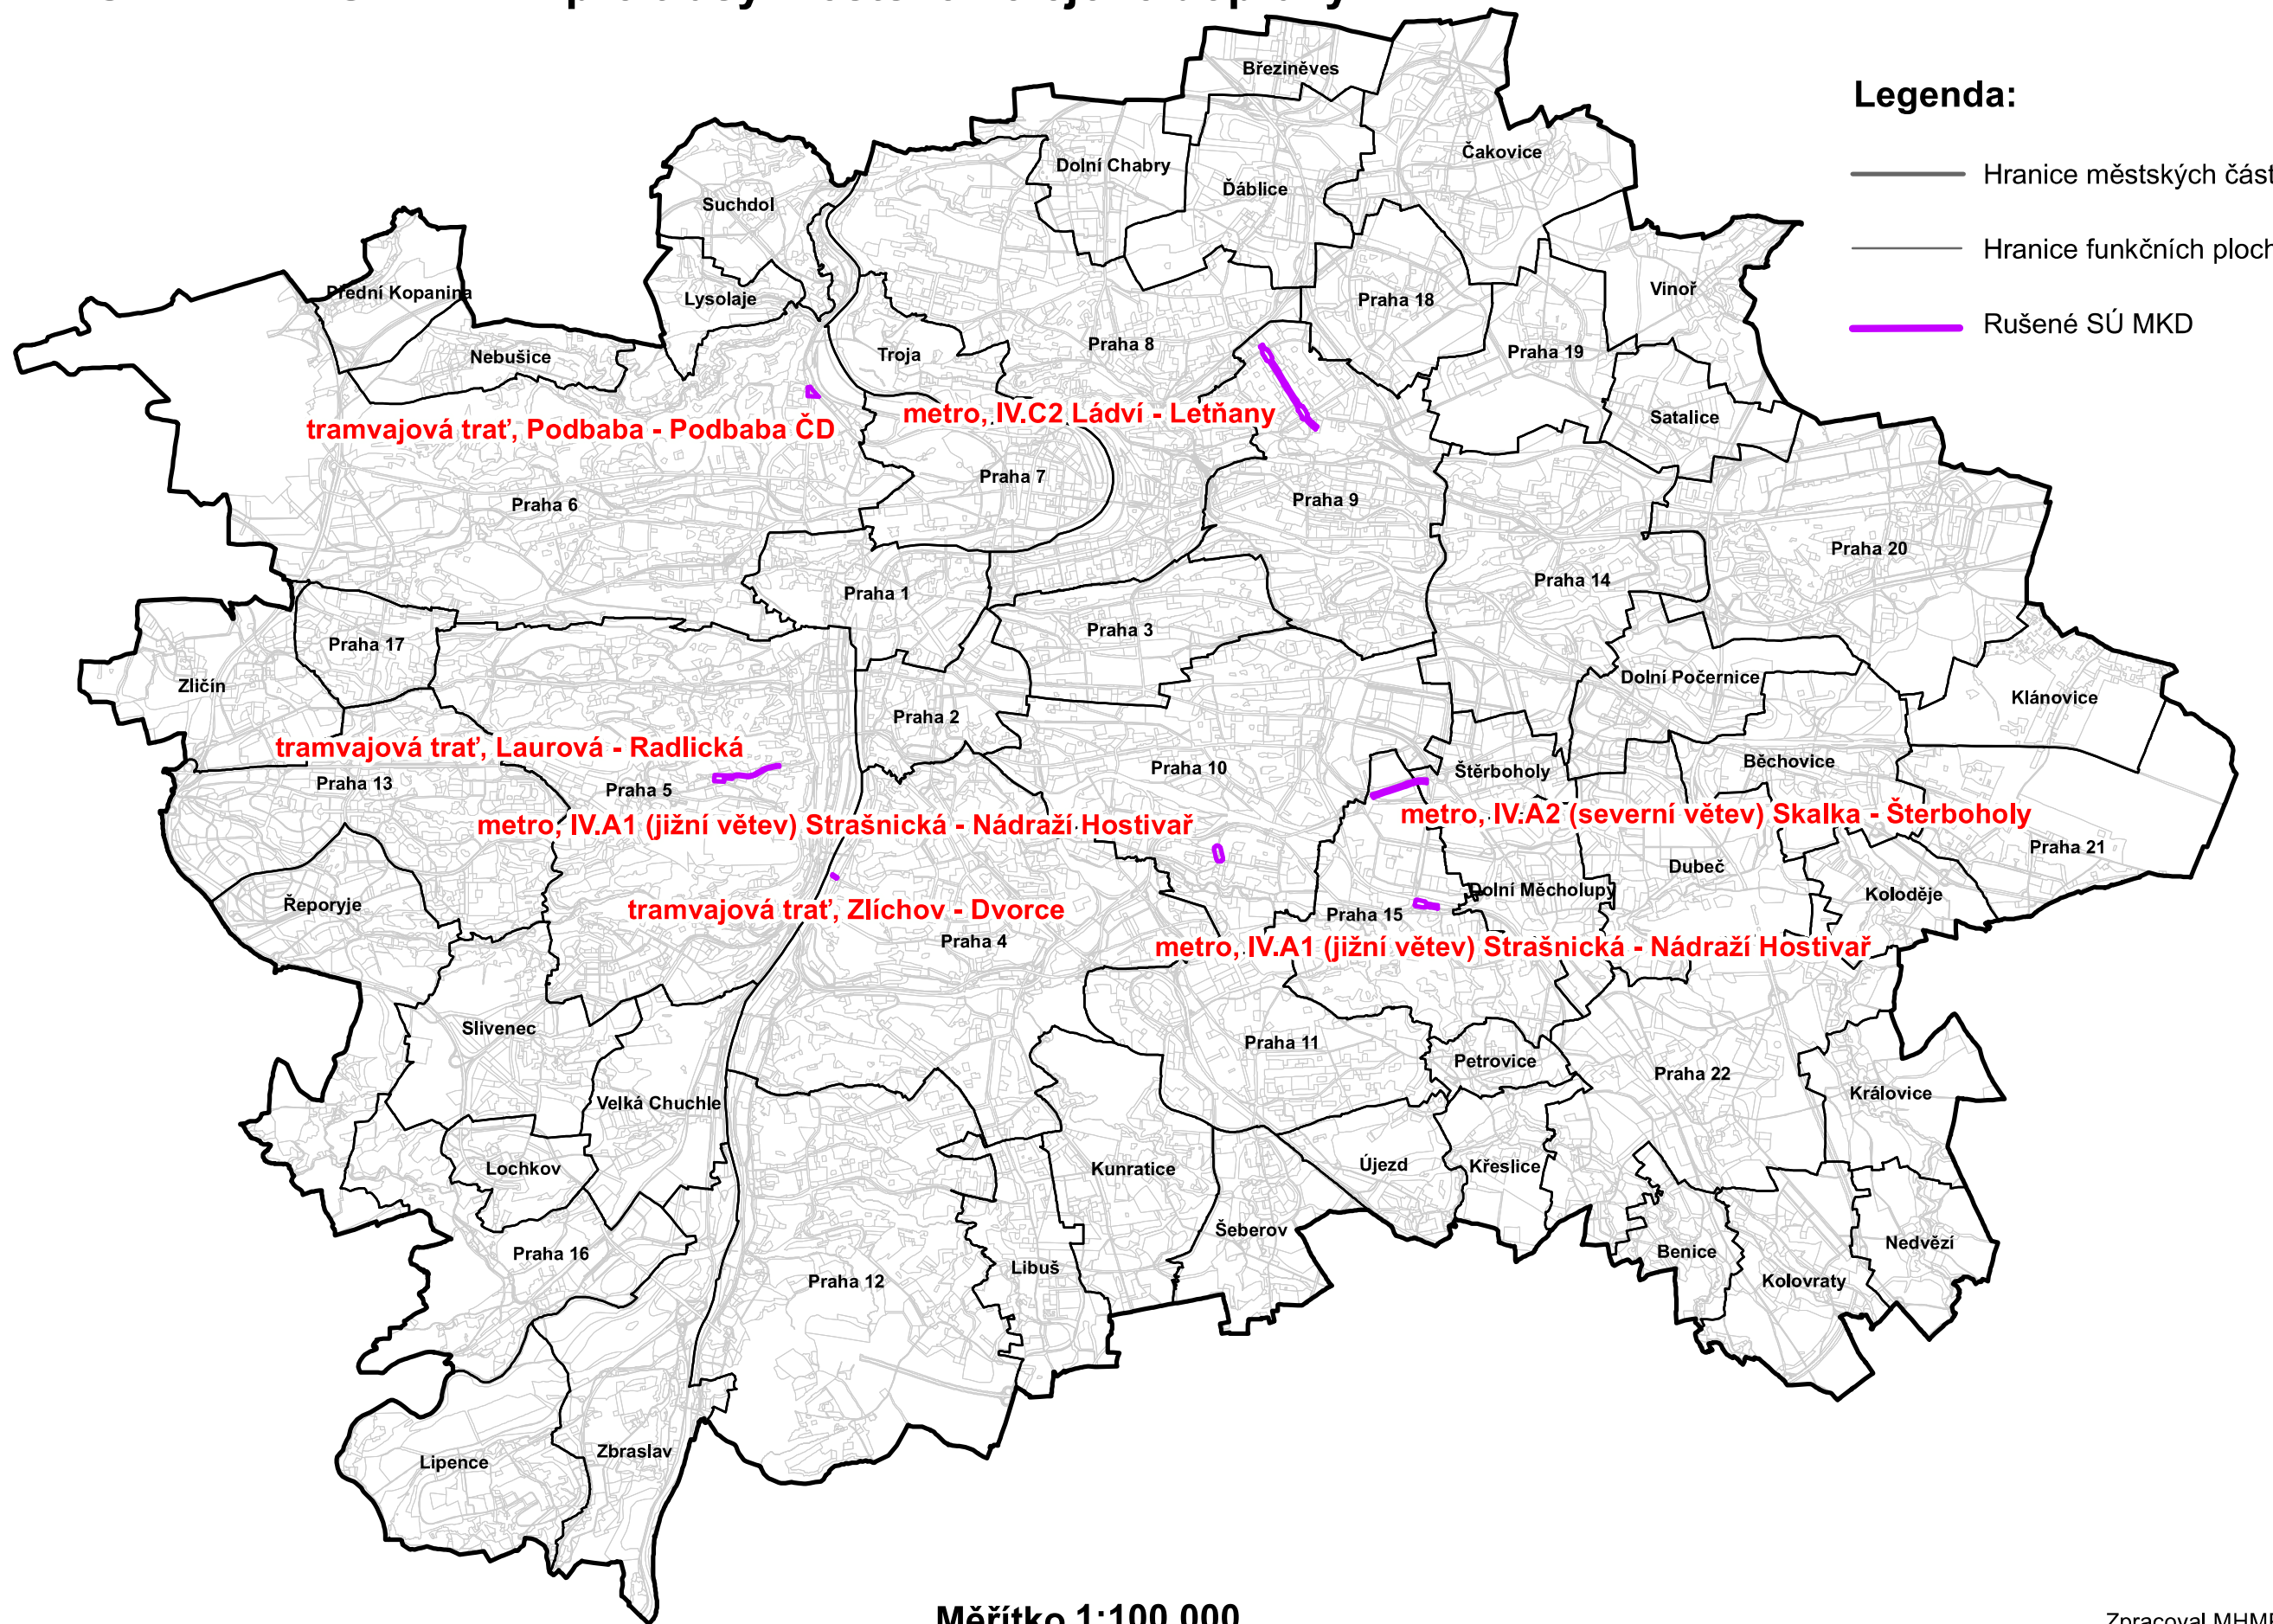 Legenda:
Hranice městských část
Hranice funkčních ploch
Rušené SÚ MKD
Březiněves
Čakovice
Dolní Chabry
Ďáblice
Suchdol
Přední Kopanina
Lysolaje
Praha 18
Vinoř
Nebušice
Troja
Praha 8
Praha 19
tramvajová trať, Podbaba - Podbaba ČD
metro, IV.C2 Ládví - Letňany
Satalice
Praha 6
Praha 7
Praha 9
Praha 20
Praha 1
Praha 14
Praha 17
Praha 3
Zličín
Dolní Počernice
Klánovice
Praha 2
tramvajová trať, Laurová - Radlická
Praha 13
Praha 5
Praha 10
Štěrboholy
Běchovice
metro, IV.A1 (jižní větev) Strašnická - Nádraží Hostivař
metro, IV.A2 (severní větev) Skalka - Šterboholy
Praha 21
Dubeč
Řeporyje
tramvajová trať, Zlíchov - Dvorce
Praha 15
Dolní Měcholupy
Koloděje
Praha 4
metro, IV.A1 (jižní větev) Strašnická - Nádraží Hostivař
Slivenec
Praha 11
Petrovice
Praha 22
Velká Chuchle
Královice
Lochkov
Kunratice
Újezd
Křeslice
Praha 16
Šeberov
Benice
Nedvězí
Praha 12
Libuš
Kolovraty
Lipence
Zbraslav
Měřítko 1:100 000
Zpracoval MHMP